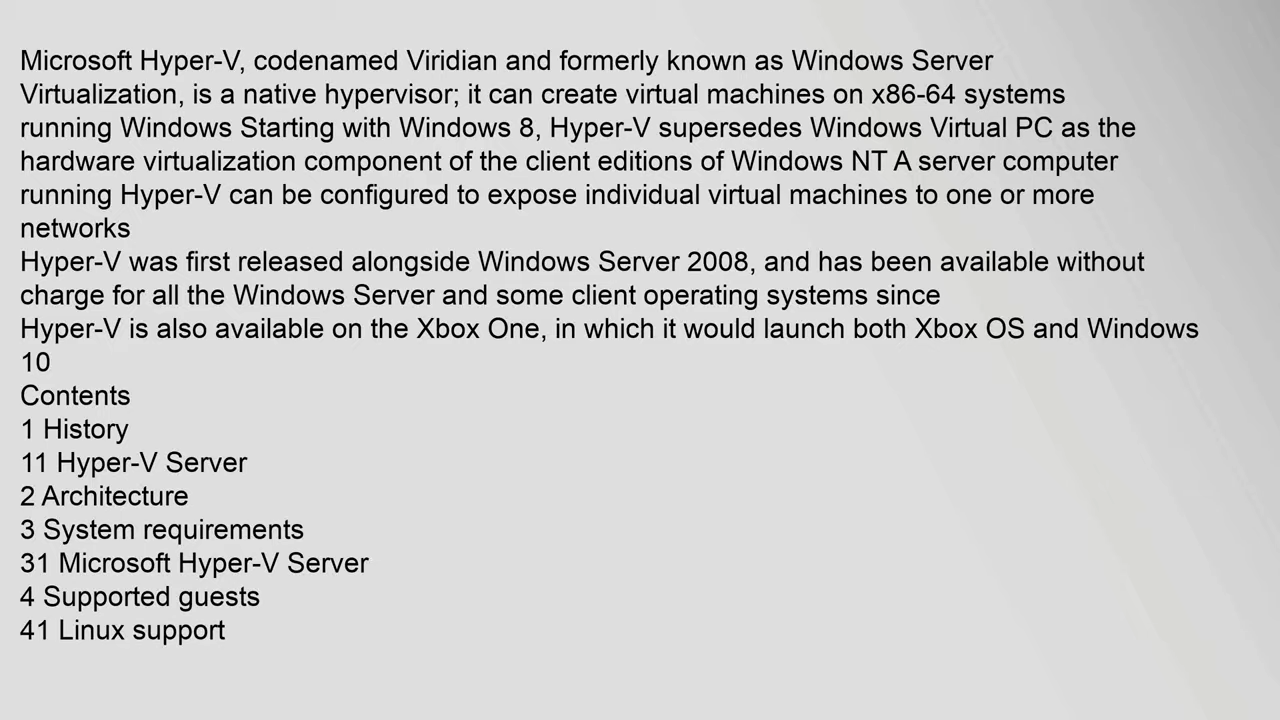 Microsoft Hyper-V, codenamed Viridian and formerly known as Windows Server
Virtualization, is a native hypervisor; it can create virtual machines on x86-64 systems
running Windows Starting with Windows 8, Hyper-V supersedes Windows Virtual PC as the
hardware virtualization component of the client editions of Windows NT A server computer
running Hyper-V can be configured to expose individual virtual machines to one or more
networks
Hyper-V was first released alongside Windows Server 2008, and has been available without
charge for all the Windows Server and some client operating systems since
Hyper-V is also available on the Xbox One, in which it would launch both Xbox OS and Windows
10
Contents
1 History
11 Hyper-V Server
2 Architecture
3 System requirements
31 Microsoft Hyper-V Server
4 Supported guests
41 Linux support